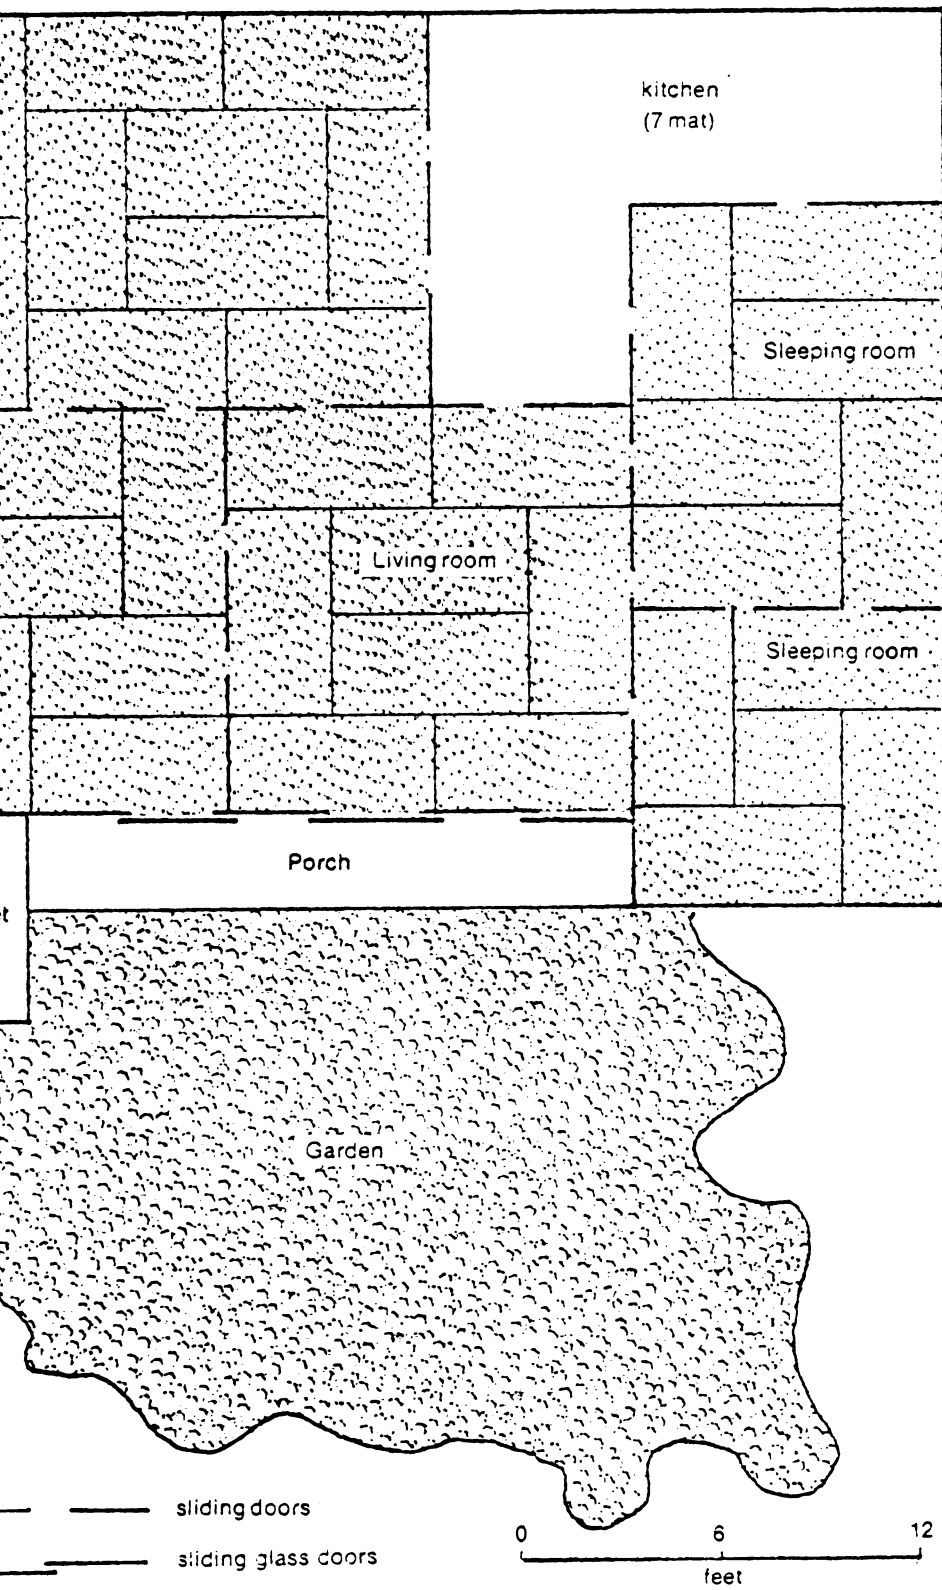 kitchen
(7 mat)
Sleeping room
Living room
Sleeping room
Porch
et
Garden
sliding doors
sliding glass doors
0 6 12
feet